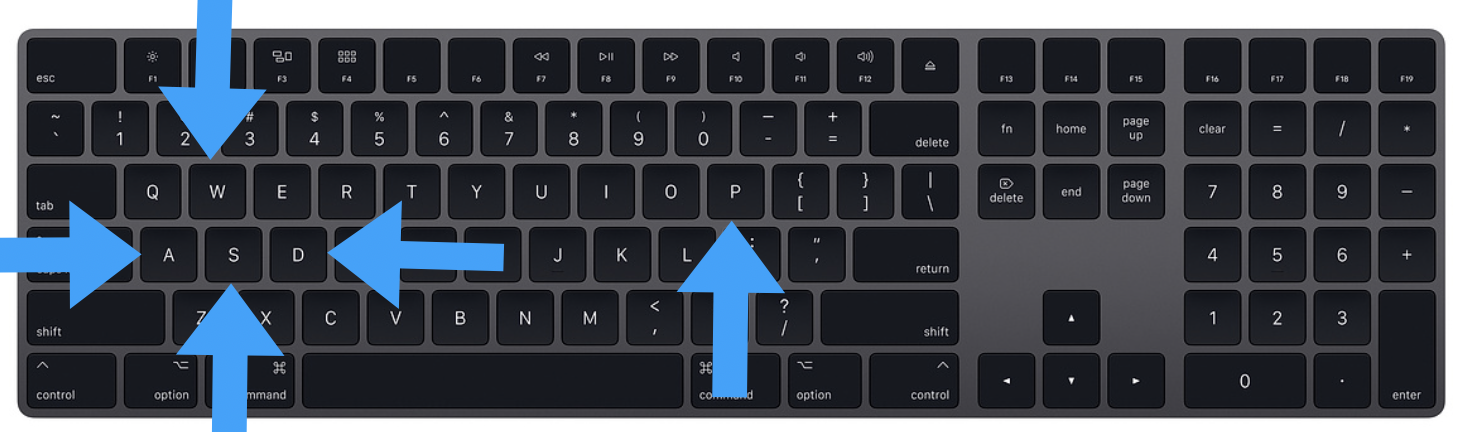 esc F1 F3 F4 F5 F6 F7 F8 F9 F10 F11 F12 F13 F14 F15 F16 F17 F18 F19
~ ! # $ % ^ & * ( ) — +
` 1 2 3 4 5 6 7 8 9 0 - = delete fn home page up clear = / *
tab Q W E R T Y U I O P { [ } ] | \ delete end page down 7 8 9 −
A S D J K L : " ' return 4 5 6 +
shift Z X C V B N M < , ? / shift 1 2 3
control option command option control 0 . enter